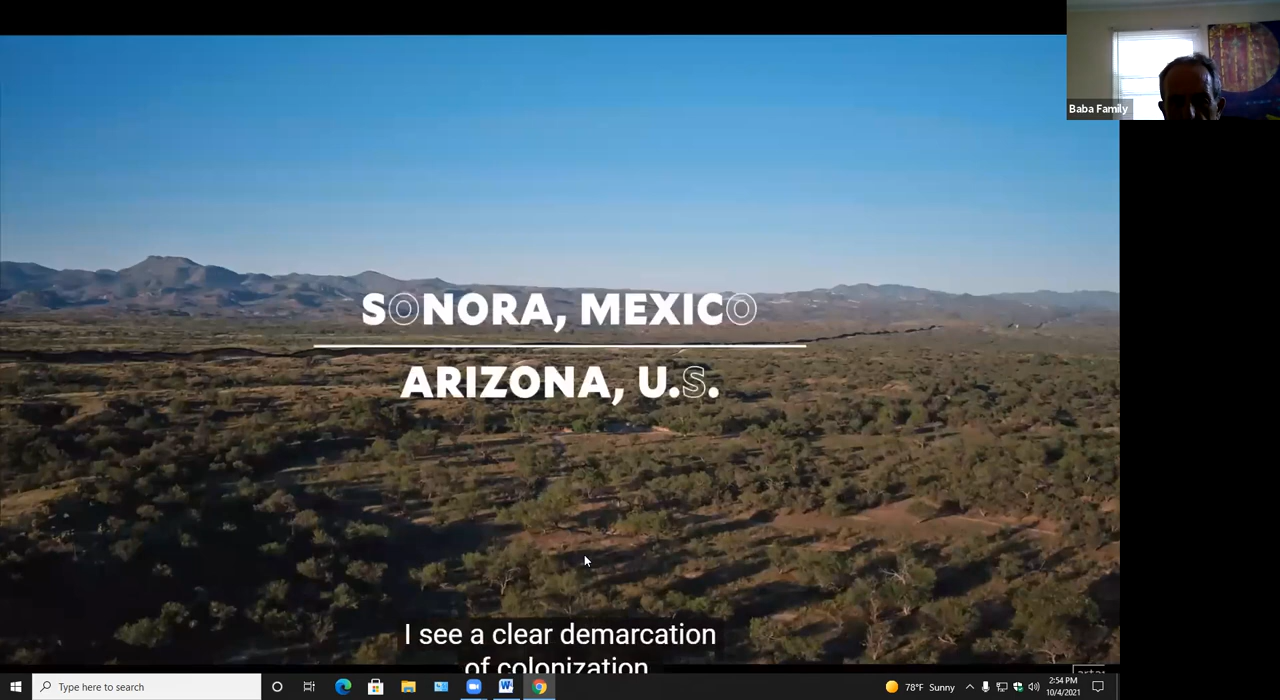 Baba Family
SONORA, MEXICO
ARIZONA, U.S.
I see a clear demarcation
of colonization
Type here to search
78°F Sunny
2:54 PM
10/4/2021